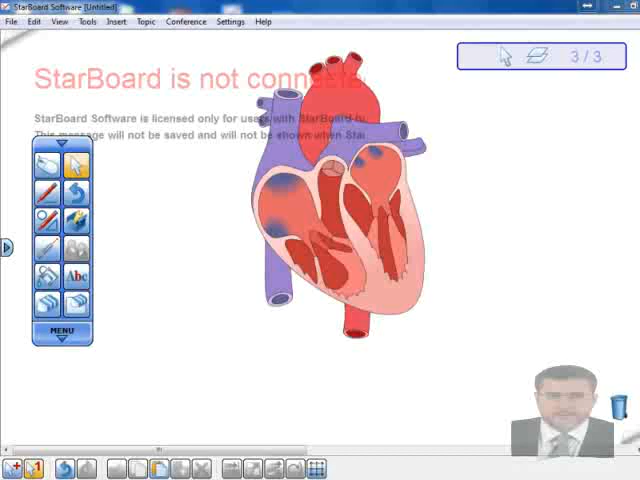 StarBoard Software [Untitled]
File Edit View Tools Insert Topic Conference Settings Help
3 / 3
StarBoard is not connecte
StarBoard Software is licensed only for usage with StarBoard
This message will not be saved and will not be shown when Star
Abc
MENU
1